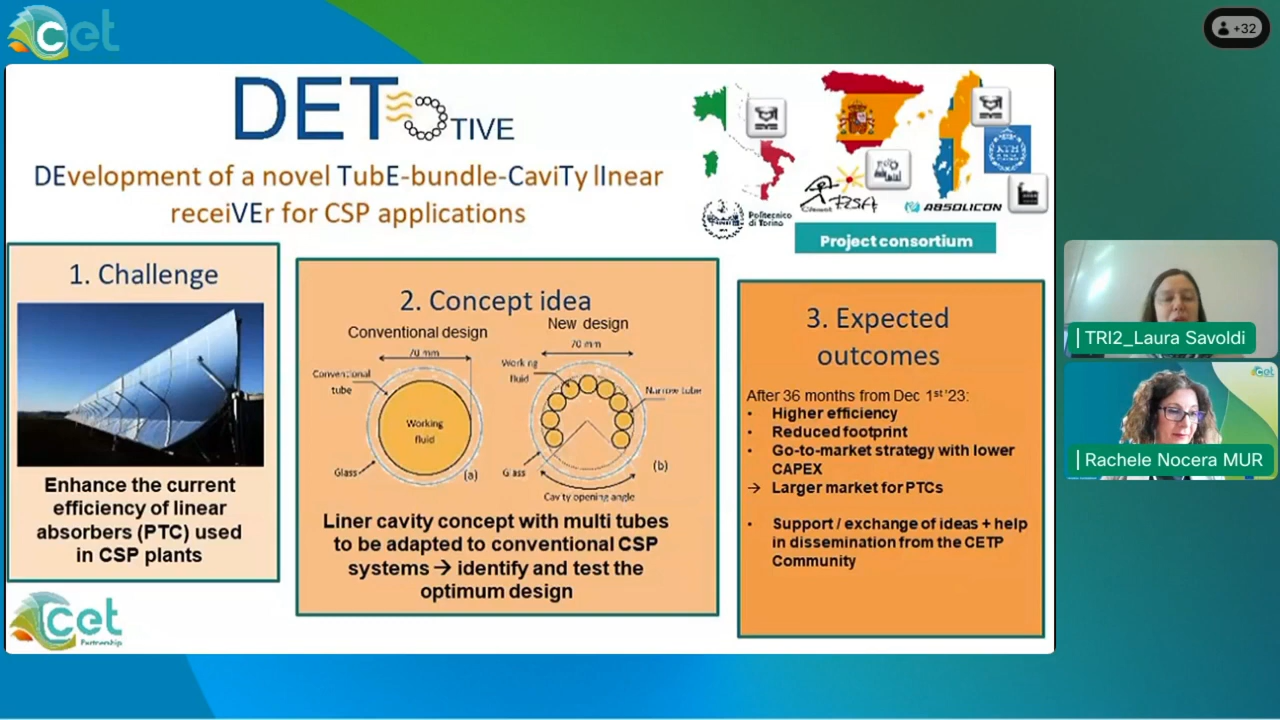 cet
+32
DET TIVE
DEvelopment of a novel TubE-bundle-CaviTy lInear
receiVEr for CSP applications
KTH
Politecnico
di Torino
Ciemat
PSA
ABSOLICON
Project consortium
1. Challenge
Enhance the current
efficiency of linear
absorbers (PTC) used
in CSP plants
2. Concept idea
Conventional design
New design
70 mm
70 mm
Conventional
tube
Working
fluid
Glass
(a)
Working
fluid
Narrow tube
Glass
(b)
Cavity opening angle
Liner cavity concept with multi tubes
to be adapted to conventional CSP
systems → identify and test the
optimum design
3. Expected
outcomes
After 36 months from Dec 1st '23:
• Higher efficiency
• Reduced footprint
• Go-to-market strategy with lower
CAPEX
→ Larger market for PTCs
• Support / exchange of ideas + help
in dissemination from the CETP
Community
cet
Partnership
TRI2_Laura Savoldi
cet
Rachele Nocera MUR